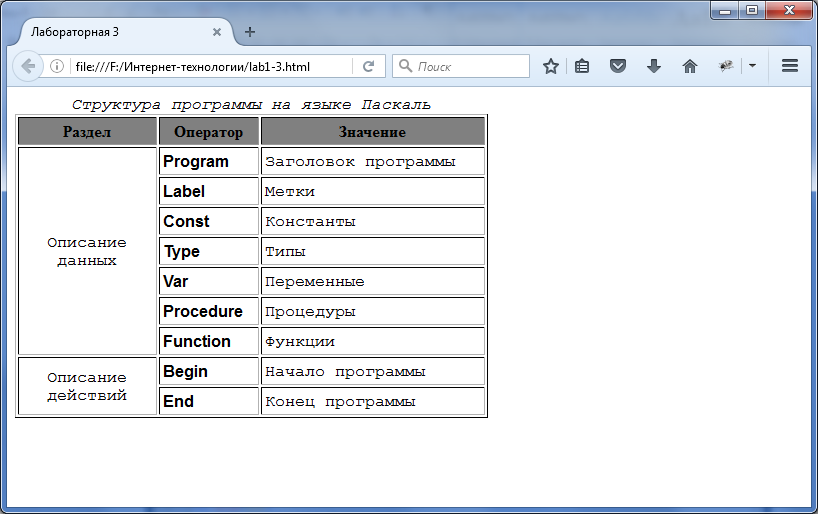 Лабораторная 3
file:///F:/Интернет-технологии/lab1-3.html
Поиск
Структура программы на языке Паскаль
Раздел Оператор Значение
Описание
данных
Program Заголовок программы
Label Метки
Const Константы
Type Типы
Var Переменные
Procedure Процедуры
Function Функции
Описание
действий
Begin Начало программы
End Конец программы